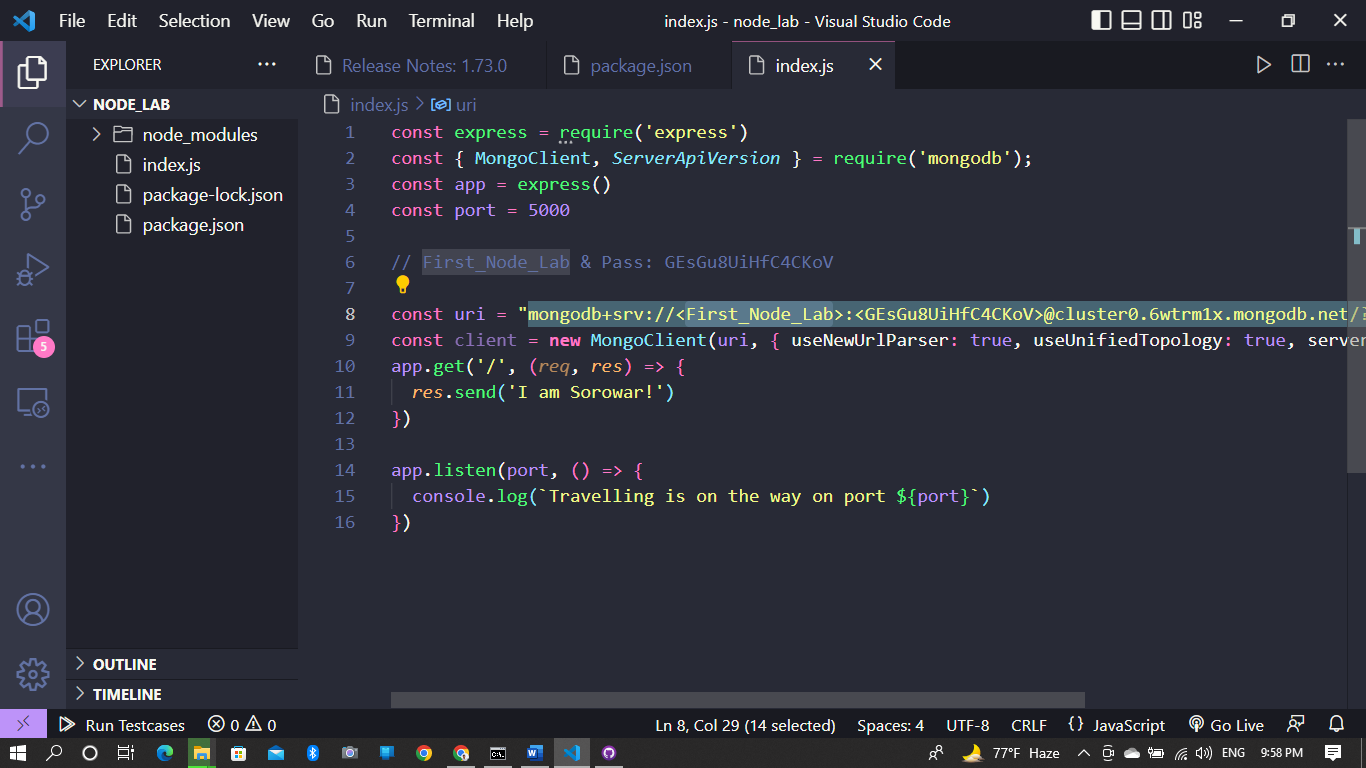 File Edit Selection View Go Run Terminal Help
index.js - node_lab - Visual Studio Code
EXPLORER
Release Notes: 1.73.0
package.json
index.js
NODE_LAB
node_modules
index.js
package-lock.json
package.json
index.js > uri
1 const express = require('express')
2 const { MongoClient, ServerApiVersion } = require('mongodb');
3 const app = express()
4 const port = 5000
5
6 // First_Node_Lab & Pass: GEsGu8UiHfC4CKoV
7
8 const uri = "mongodb+srv://<First_Node_Lab>:<GEsGu8UiHfC4CKoV>@cluster0.6wtrm1x.mongodb.net/?
9 const client = new MongoClient(uri, { useNewUrlParser: true, useUnifiedTopology: true, server
10 app.get('/', (req, res) => {
11 res.send('I am Sorowar!')
12 })
13
14 app.listen(port, () => {
15 console.log(`Travelling is on the way on port ${port}`)
16 })
5
OUTLINE
TIMELINE
Run Testcases 0 0
Ln 8, Col 29 (14 selected) Spaces: 4 UTF-8 CRLF {} JavaScript Go Live
77°F Haze ENG 9:58 PM